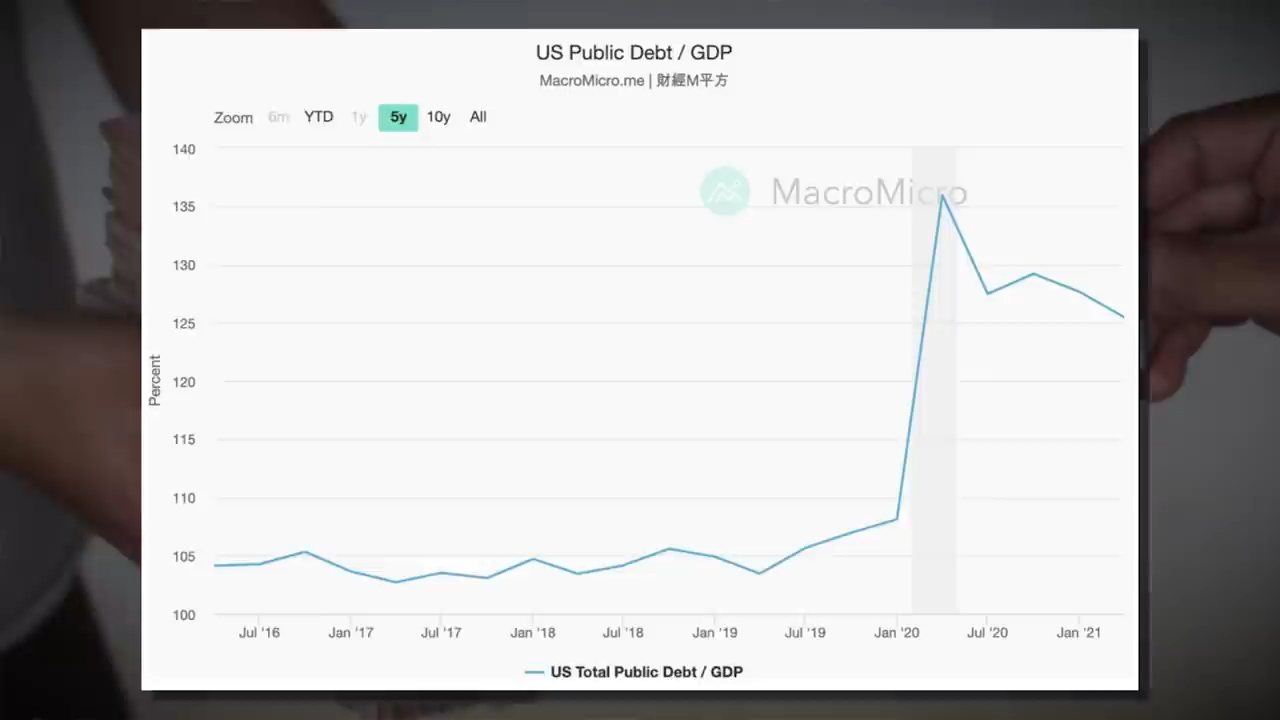 US Public Debt / GDP
MacroMicro.me | 財經M平方
Zoom 6m YTD 1y 5y 10y All
MacroMicro
140
135
130
125
120
115
110
105
100
Percent
Jul '16 Jan '17 Jul '17 Jan '18 Jul '18 Jan '19 Jul '19 Jan '20 Jul '20 Jan '21
US Total Public Debt / GDP